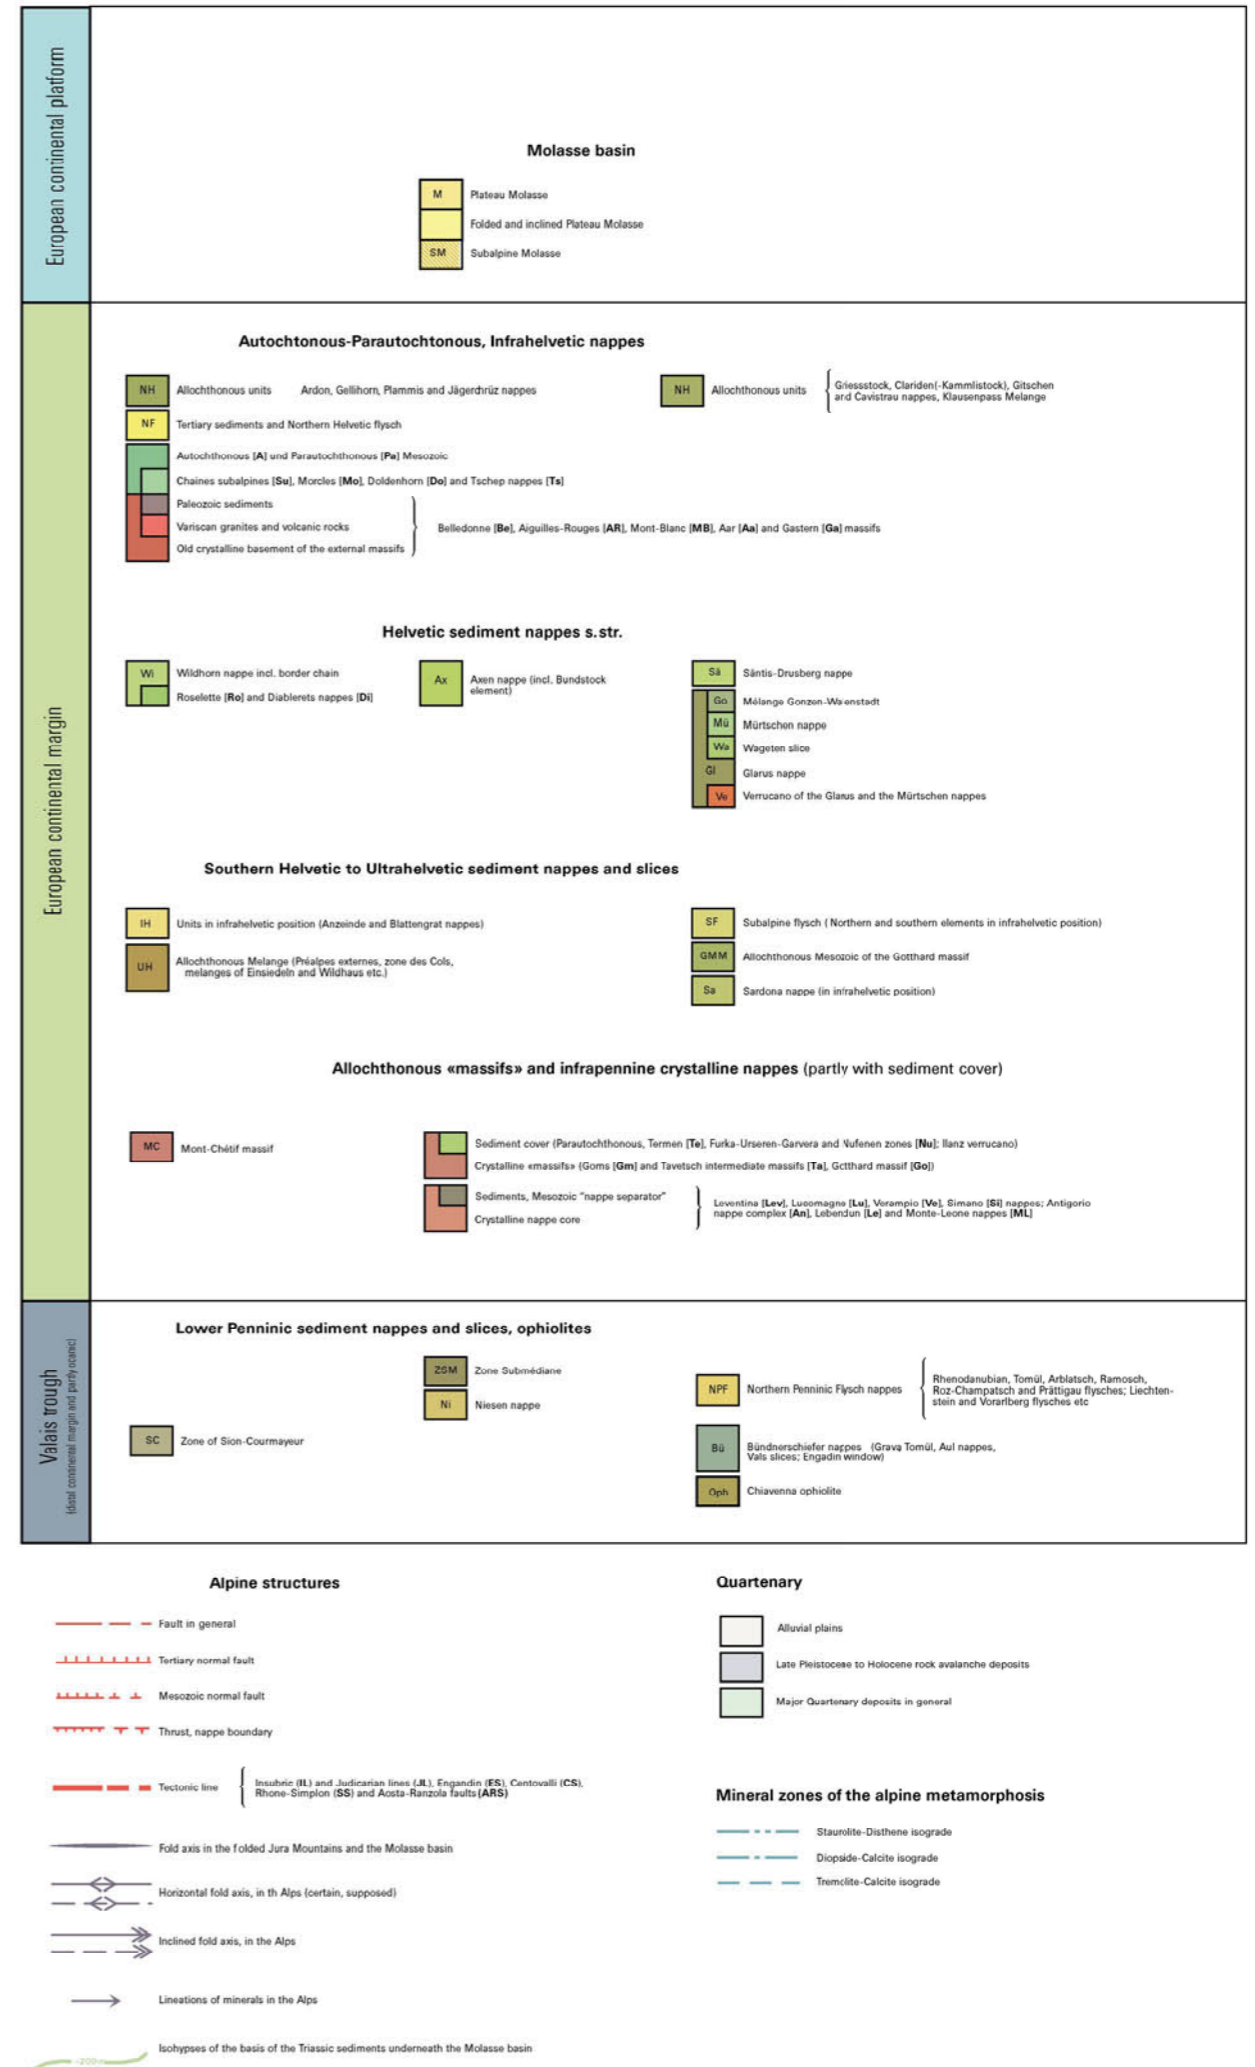 European continental platform
Molasse basin
M Plateau Molasse
Folded and inclined Plateau Molasse
SM Subalpine Molasse
European continental margin
Autochtonous-Parautochtonous, Infrahelvetic nappes
NH Allochthonous units Ardon, Gellihorn, Plammis and Jägerchrüz nappes
NH Allochthonous units Griessstock, Clariden(-Kammlistock), Gitschen
and Cavistrau nappes, Klausenpass Melange
NF Tertiary sediments and Northern Helvetic flysch
Autochthonous [A] und Parautochthonous [Pa] Mesozoic
Chaines subalpines [Su], Morcles [Mo], Doldenhorn [Do] and Tschep nappes [Ts]
Paleozoic sediments
Variscan granites and volcanic rocks
Old crystalline basement of the external massifs
Belledonne [Be], Aiguilles-Rouges [AR], Mont-Blanc [MB], Aar [Aa] and Gastern [Ga] massifs
Helvetic sediment nappes s.str.
Wi Wildhorn nappe incl. border chain
Roselette [Ro] and Diablerets nappes [Di]
Ax Axen nappe (incl. Bundstock
element)
Sä Säntis-Drusberg nappe
Go Mélange Gonzen-Walenstadt
Mü Mürtschen nappe
Wa Wageten slice
Gl Glarus nappe
Ve Verrucano of the Glarus and the Mürtschen nappes
Southern Helvetic to Ultrahelvetic sediment nappes and slices
IH Units in infrahelvetic position (Anzeinde and Blattengrat nappes)
UH Allochthonous Melange (Préalpes externes, zone des Cols,
melanges of Einsiedeln and Wildhaus etc.)
SF Subalpine flysch (Northern and southern elements in infrahelvetic position)
GMM Allochthonous Mesozoic of the Gotthard massif
Sa Sardona nappe (in infrahelvetic position)
Allochthonous «massifs» and infrapennine crystalline nappes (partly with sediment cover)
MC Mont-Chétif massif
Sediment cover (Parautochthonous, Termen [Te], Furka-Urseren-Garvera and Nufenen zones [Nu]; Ilanz verrucano)
Crystalline «massifs» (Goms [Gm] and Tavetsch intermediate massifs [Ta], Gotthard massif [Go])
Sediments, Mesozoic "nappe separator"
Crystalline nappe core
Leventina [Lev], Lucomagno [Lu], Verampio [Ve], Simano [Si] nappes; Antigorio
nappe complex [An], Lebendun [Le] and Monte-Leone nappes [ML]
Valais trough
(distal continental margin and partly ocanic)
Lower Penninic sediment nappes and slices, ophiolites
ZSM Zone Submédiane
Ni Niesen nappe
SC Zone of Sion-Courmayeur
NPF Northern Penninic Flysch nappes
Rhenodanubian, Tomül, Arblatsch, Ramosch,
Roz-Champatsch and Prättigau flysches; Liechten-
stein and Vorarlberg flysches etc
Bü Bündnerschiefer nappes (Grava Tomül, Aul nappes,
Vals slices; Engadin window)
Oph Chiavenna ophiolite
Alpine structures
Fault in general
Tertiary normal fault
Mesozoic normal fault
Thrust, nappe boundary
Tectonic line
Insubric (IL) and Judicarian lines (JL), Engandin (ES), Centovalli (CS),
Rhone-Simplon (SS) and Aosta-Ranzola faults (ARS)
Fold axis in the folded Jura Mountains and the Molasse basin
Horizontal fold axis, in th Alps (certain, supposed)
Inclined fold axis, in the Alps
Lineations of minerals in the Alps
Isohypses of the basis of the Triassic sediments underneath the Molasse basin
-200m
Quartenary
Alluvial plains
Late Pleistocene to Holocene rock avalanche deposits
Major Quartenary deposits in general
Mineral zones of the alpine metamorphosis
Staurolite-Disthene isograde
Diopside-Calcite isograde
Tremolite-Calcite isograde